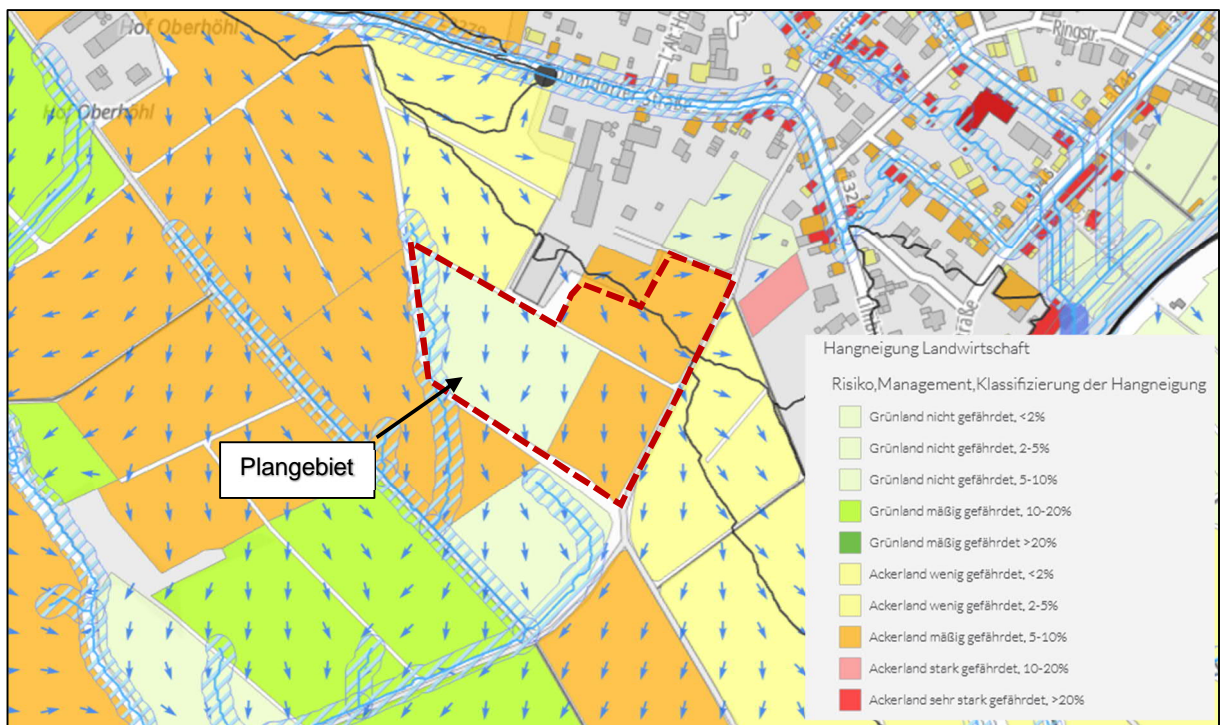 Hof Oberhöhl
Hof Oberhöhl
3279
Ringstr.
Plangebiet
Hangneigung Landwirtschaft
Risiko,Management,Klassifizierung der Hangneigung
Grünland nicht gefährdet, <2%
Grünland nicht gefährdet, 2-5%
Grünland nicht gefährdet, 5-10%
Grünland mäßig gefährdet, 10-20%
Grünland mäßig gefährdet >20%
Ackerland wenig gefährdet, <2%
Ackerland wenig gefährdet, 2-5%
Ackerland mäßig gefährdet, 5-10%
Ackerland stark gefährdet, 10-20%
Ackerland sehr stark gefährdet, >20%